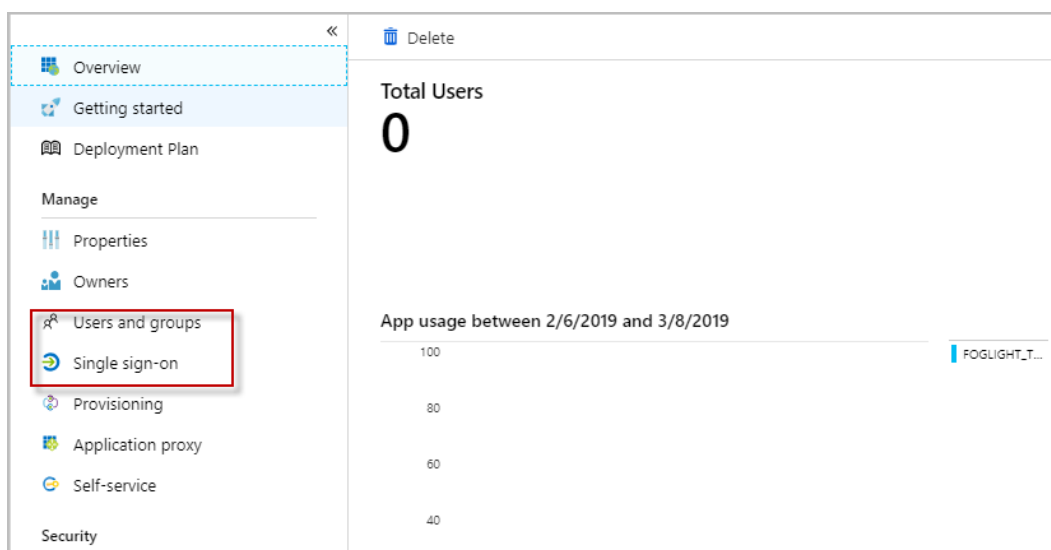 «
Overview
Getting started
Deployment Plan
Manage
Properties
Owners
Users and groups
Single sign-on
Provisioning
Application proxy
Self-service
Security
Delete
Total Users
0
App usage between 2/6/2019 and 3/8/2019
100
80
60
40
FOGLIGHT_T...